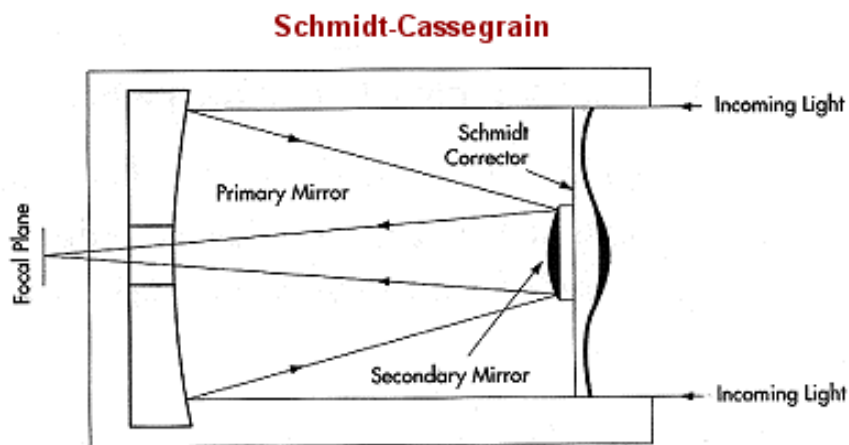 Schmidt-Cassegrain
Incoming Light
Schmidt
Corrector
Primary Mirror
Focal Plane
Secondary Mirror
Incoming Light